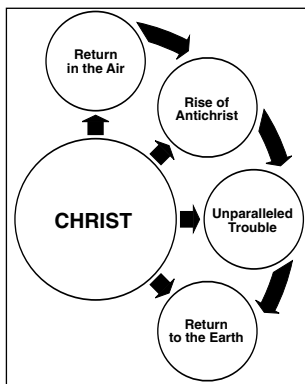 Return
in the Air
Rise of
Antichrist
CHRIST
Unparalleled
Trouble
Return
to the Earth